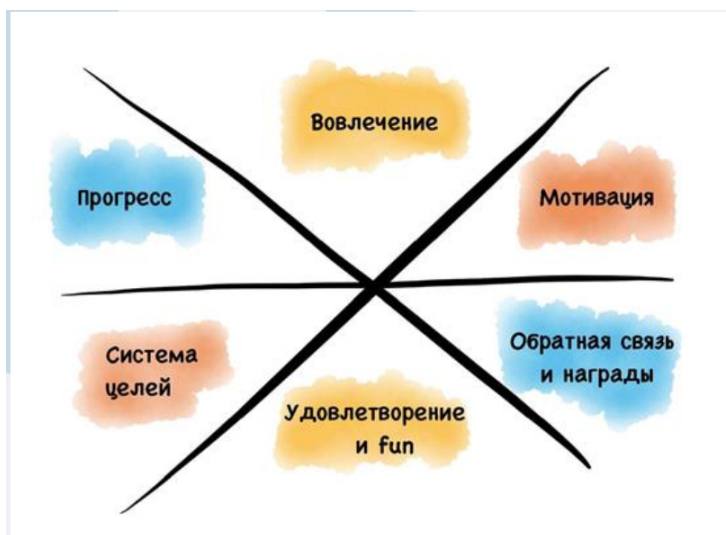 Вовлечение
Прогресс
Мотивация
Система
целей
Обратная связь
и награды
Удовлетворение
и fun